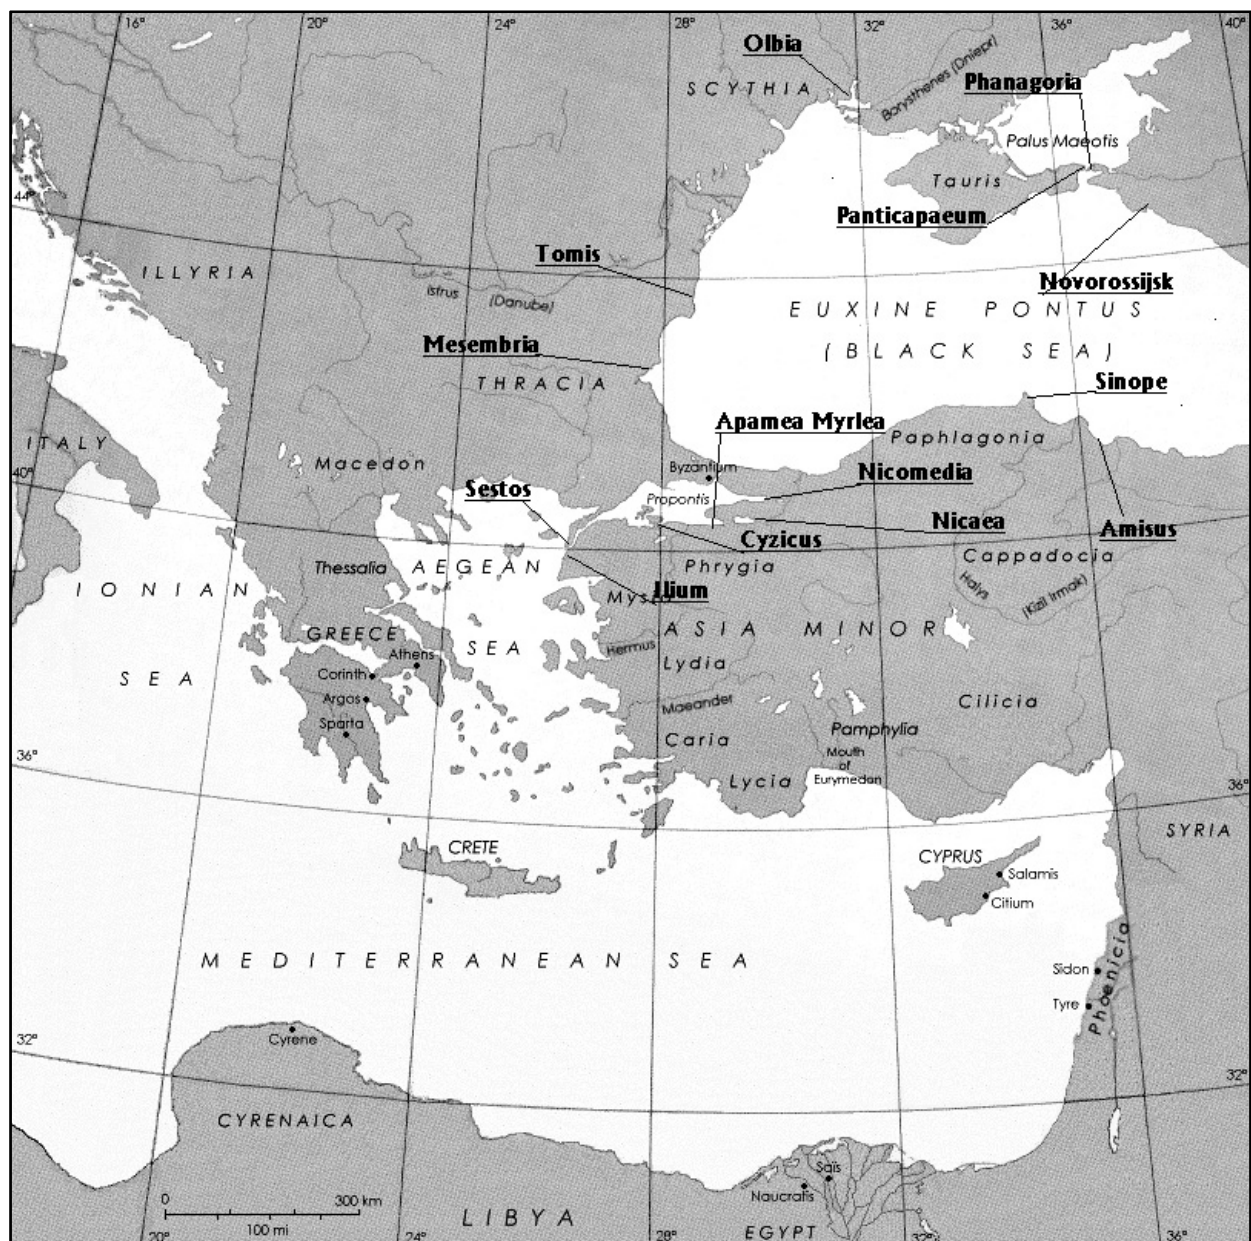 16°
20°
24°
28°
32°
36°
40°
Olbia
SCYTHIA
Borysthenes (Dniepr)
Phanagoria
Palus Maeotis
Tauris
Panticapaeum
44°
Tomis
ILLYRIA
Istrus (Danube)
Novorossijsk
EUXINE PONTUS
(BLACK SEA)
Mesembria
THRACIA
Sinope
Apamea Myrlea
Paphlagonia
ITALY
Macedon
Byzantium
Nicomedia
40°
Sestos
Propontis
Nicaea
Amisus
Cyzicus
Cappadocia
Thessalia
AEGEAN
SEA
Phrygia
Halys
(Kizil Irmak)
IONIAN
SEA
Ilium
Mysia
GREECE
ASIA MINOR
Hermus
Athens
Lydia
Corinth
Argos
Maeander
Cilicia
Sparta
Caria
Pamphylia
Mouth
of
Eurymedon
36°
Lycia
36°
SYRIA
CRETE
CYPRUS
Salamis
Citium
MEDITERRANEAN SEA
Sidon
Phoenicia
Tyre
Cyrene
32°
32°
CYRENAICA
Saïs
Naucratis
0
300 km
100 mi
LIBYA
EGYPT
20°
24°
28°
32°
36°